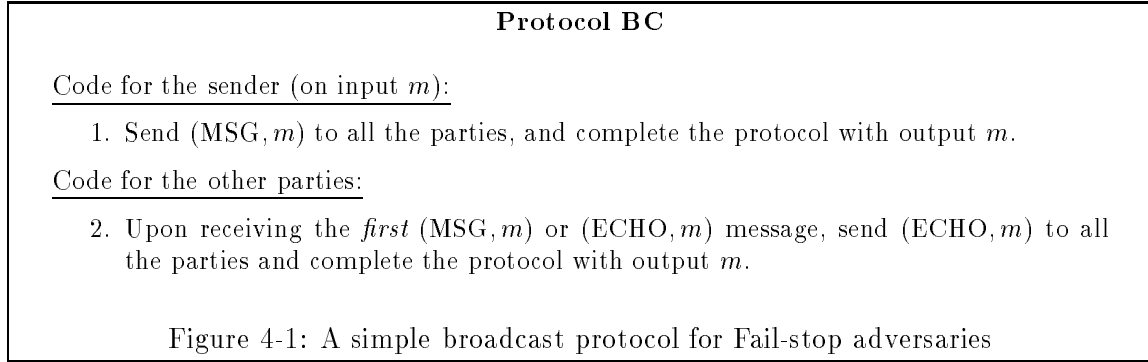 Protocol BC
Code for the sender (on input m):
1. Send (MSG, m) to all the parties, and complete the protocol with output m.
Code for the other parties:
2. Upon receiving the first (MSG, m) or (ECHO, m) message, send (ECHO, m) to all
the parties and complete the protocol with output m.
Figure 4-1: A simple broadcast protocol for Fail-stop adversaries